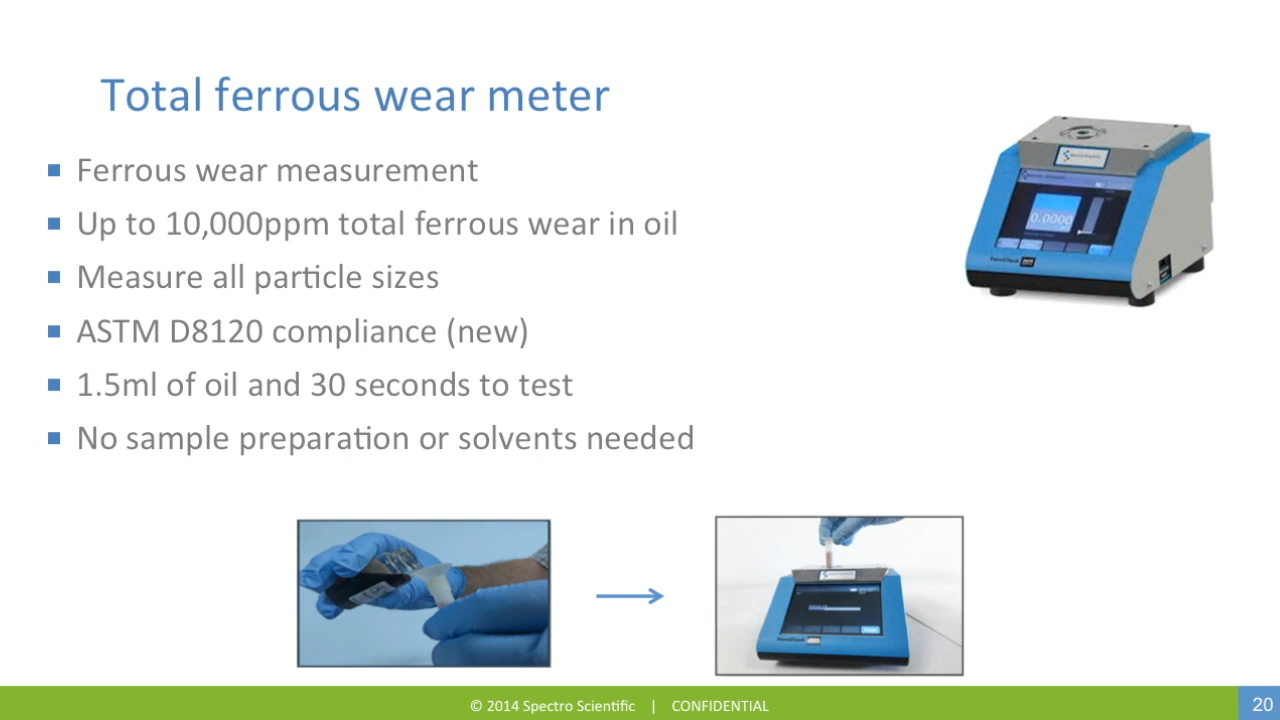 Total ferrous wear meter
Ferrous wear measurement
Up to 10,000ppm total ferrous wear in oil
Measure all particle sizes
ASTM D8120 compliance (new)
1.5ml of oil and 30 seconds to test
No sample preparation or solvents needed
0.0000
© 2014 Spectro Scientific | CONFIDENTIAL
20